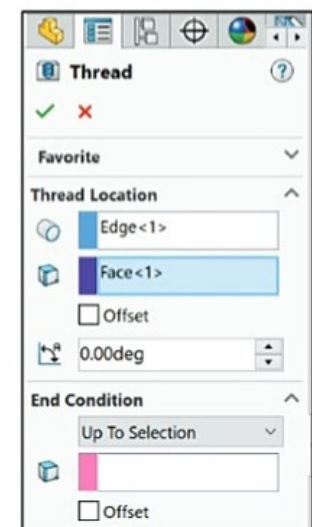 Thread
Favorite
Thread Location
Edge<1>
Face<1>
Offset
0.00deg
End Condition
Up To Selection
Offset